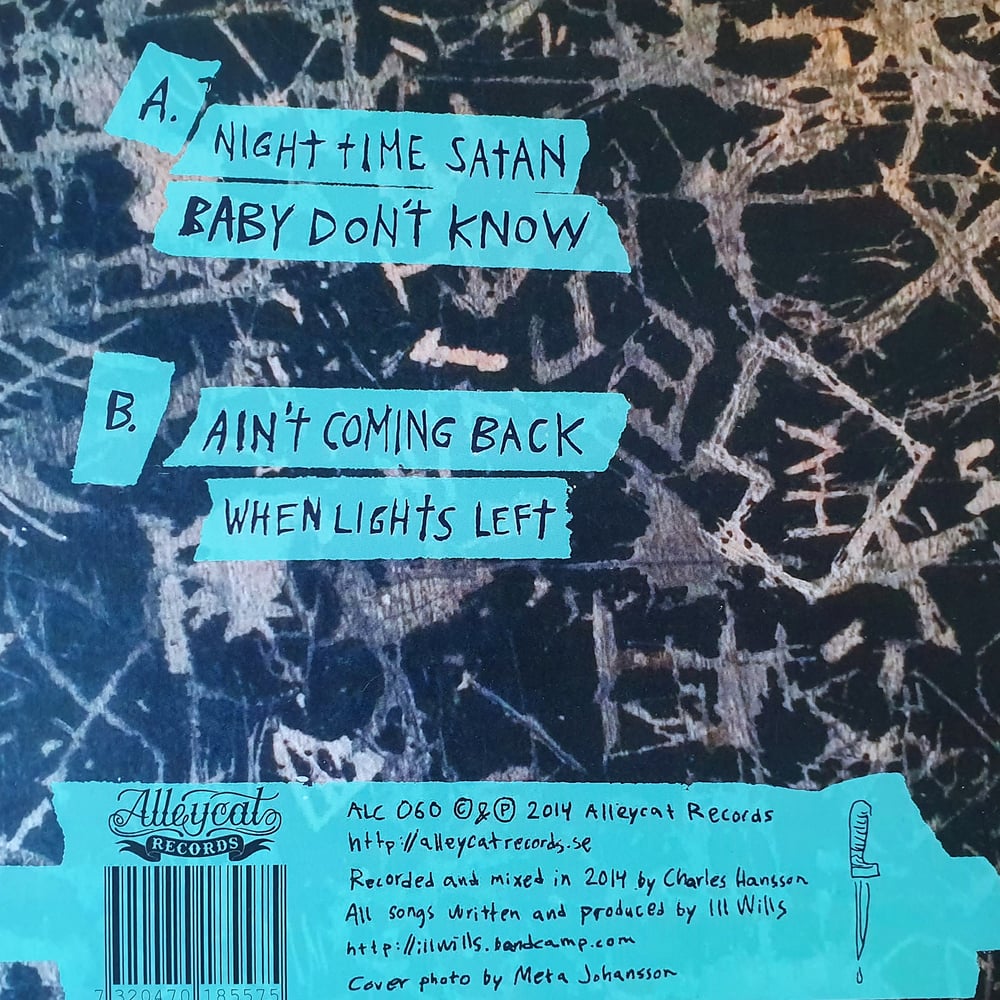 A.
NIGHT TIME SATAN
BABY DON'T KNOW
B.
AIN'T COMING BACK
WHEN LIGHTS LEFT
Alleycat
RECORDS
7 320470 185575
ALC 060 ©&℗ 2014 Alleycat Records
http://alleycatrecords.se
Recorded and mixed in 2014 by Charles Hansson
All songs written and produced by Ill Wills
http://illwills.bandcamp.com
Cover photo by Meta Johansson